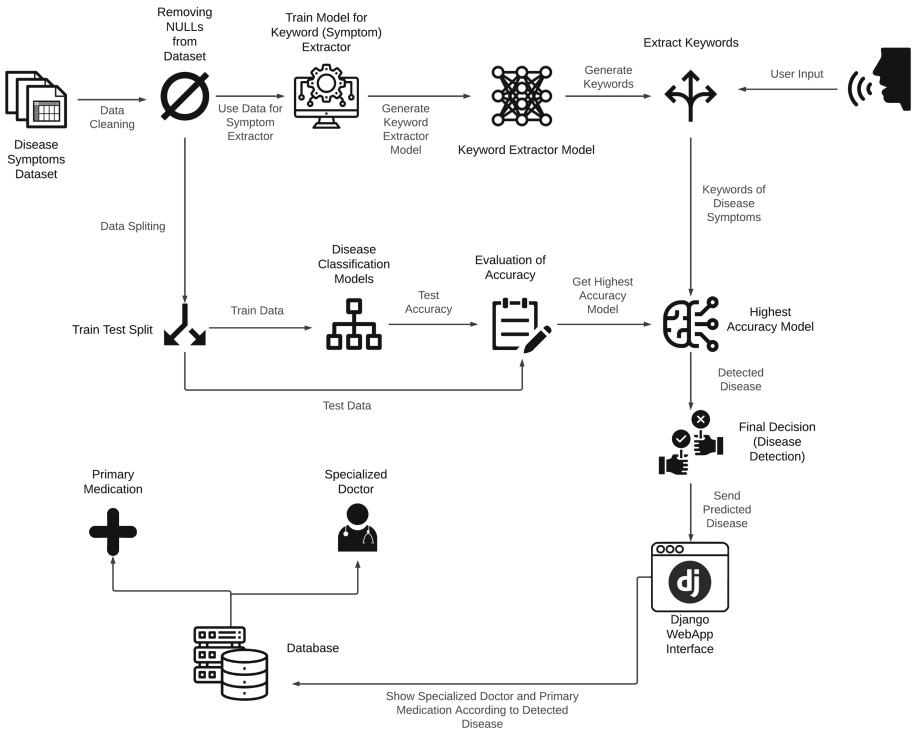 Removing
NULLs
from
Dataset
Train Model for
Keyword (Symptom)
Extractor
Extract Keywords
Generate
Keywords
User Input
Data
Cleaning
Use Data for
Symptom
Extractor
Generate
Keyword
Extractor
Model
Keyword Extractor Model
Disease
Symptoms
Dataset
Keywords of
Disease
Symptoms
Data Spliting
Disease
Classification
Models
Evaluation of
Accuracy
Train Test Split
Train Data
Test
Accuracy
Get Highest
Accuracy
Model
Highest
Accuracy Model
Detected
Disease
Test Data
Final Decision
(Disease
Detection)
Primary
Medication
Specialized
Doctor
Send
Predicted
Disease
dj
Django
WebApp
Interface
Database
Show Specialized Doctor and Primary
Medication According to Detected
Disease